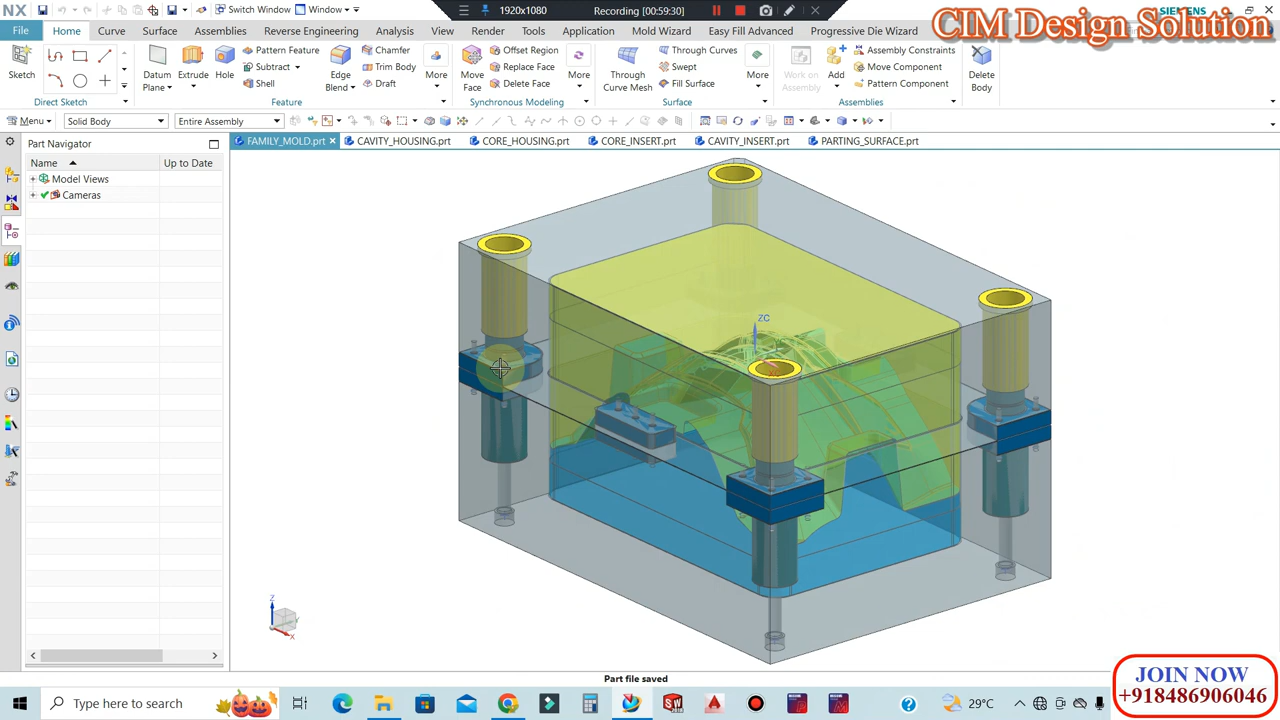 NX Switch Window Window 1920x1080 Recording [00:59:30] SIEMENS
CIM Design Solution
File Home Curve Surface Assemblies Reverse Engineering Analysis View Render Tools Application Mold Wizard Easy Fill Advanced Progressive Die Wizard
Sketch Datum Plane Extrude Hole Pattern Feature Subtract Shell Edge Blend Chamfer Trim Body Draft More Move Face Offset Region Replace Face Delete Face More Through Curve Mesh Through Curves Swept Fill Surface More Work on Assembly Add Assembly Constraints Move Component Pattern Component Delete Body
Direct Sketch Feature Synchronous Modeling Surface Assemblies
Menu Solid Body Entire Assembly
FAMILY_MOLD.prt CAVITY_HOUSING.prt CORE_HOUSING.prt CORE_INSERT.prt CAVITY_INSERT.prt PARTING_SURFACE.prt
Part Navigator
Name Up to Date
Model Views
Cameras
ZC
Z
X
Part file saved
JOIN NOW
+918486906046
Type here to search
29°C